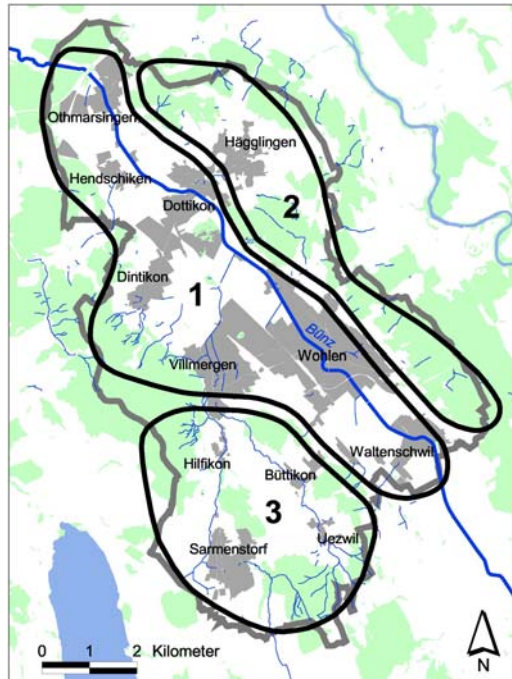 Othmarsingen
Hägglingen
Hendschiken
Dottikon
2
Dintikon
1
Bünz
Wohlen
Villmergen
Waltenschwil
Hilfikon
Büttikon
3
Uezwil
Sarmenstorf
0 1 2 Kilometer
N